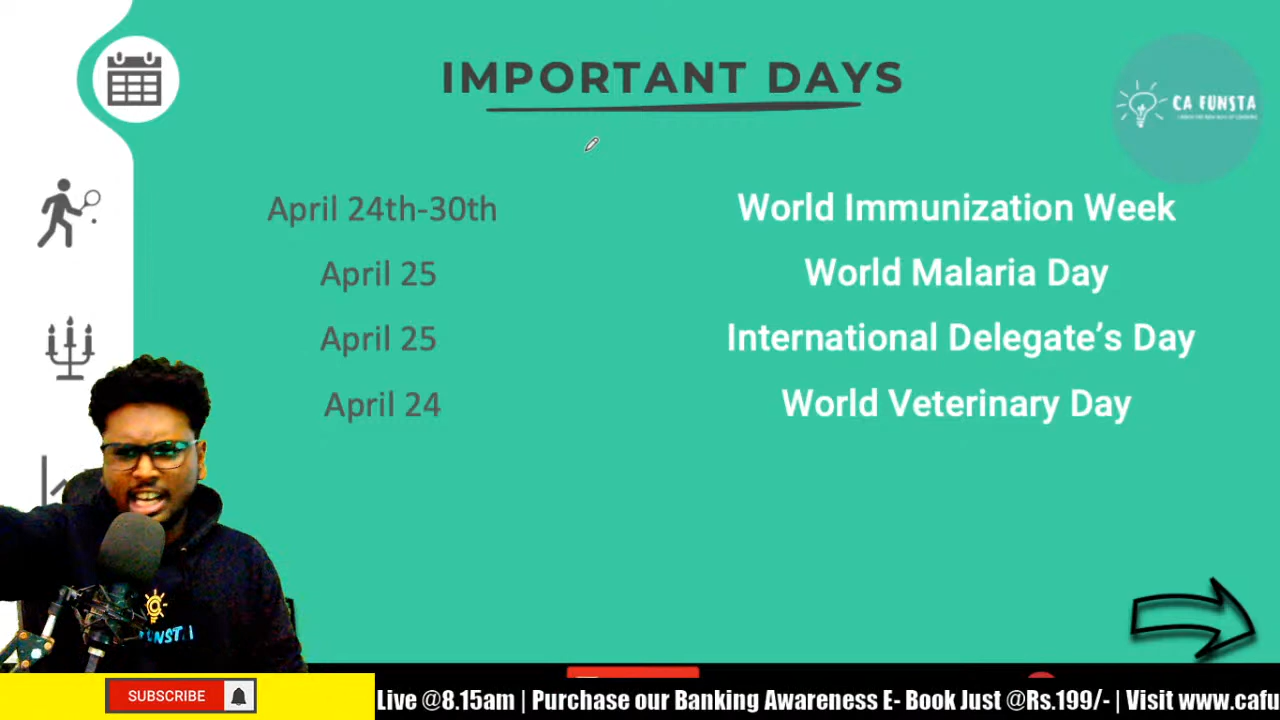 IMPORTANT DAYS
CA FUNSTA
April 24th-30th World Immunization Week
April 25 World Malaria Day
April 25 International Delegate’s Day
April 24 World Veterinary Day
FUNSTA
SUBSCRIBE
Live @8.15am | Purchase our Banking Awareness E- Book Just @Rs.199/- | Visit www.cafu